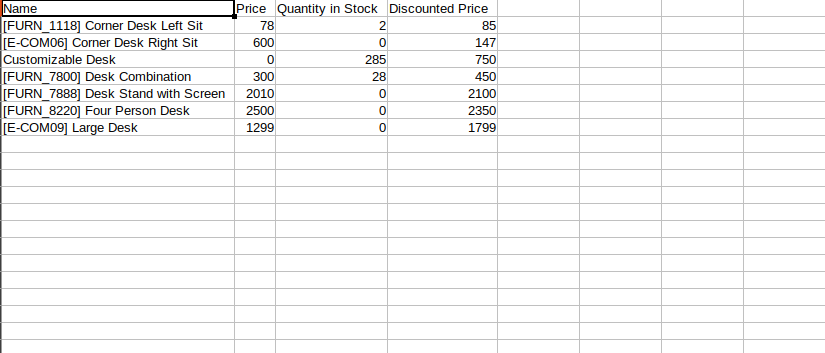 Name Price Quantity in Stock Discounted Price
[FURN_1118] Corner Desk Left Sit 78 2 85
[E-COM06] Corner Desk Right Sit 600 0 147
Customizable Desk 0 285 750
[FURN_7800] Desk Combination 300 28 450
[FURN_7888] Desk Stand with Screen 2010 0 2100
[FURN_8220] Four Person Desk 2500 0 2350
[E-COM09] Large Desk 1299 0 1799